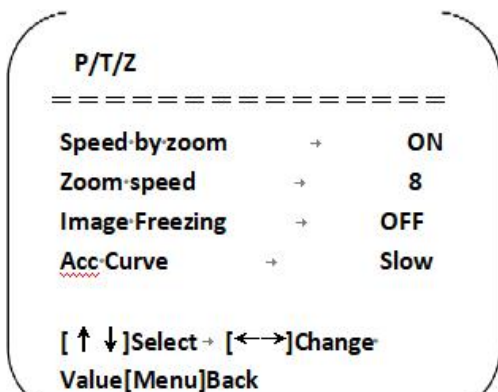 P/T/Z
====================
Speed by zoom → ON
Zoom speed → 8
Image Freezing → OFF
Acc Curve → Slow
[ ↑ ↓ ]Select → [←→]Change
Value[Menu]Back